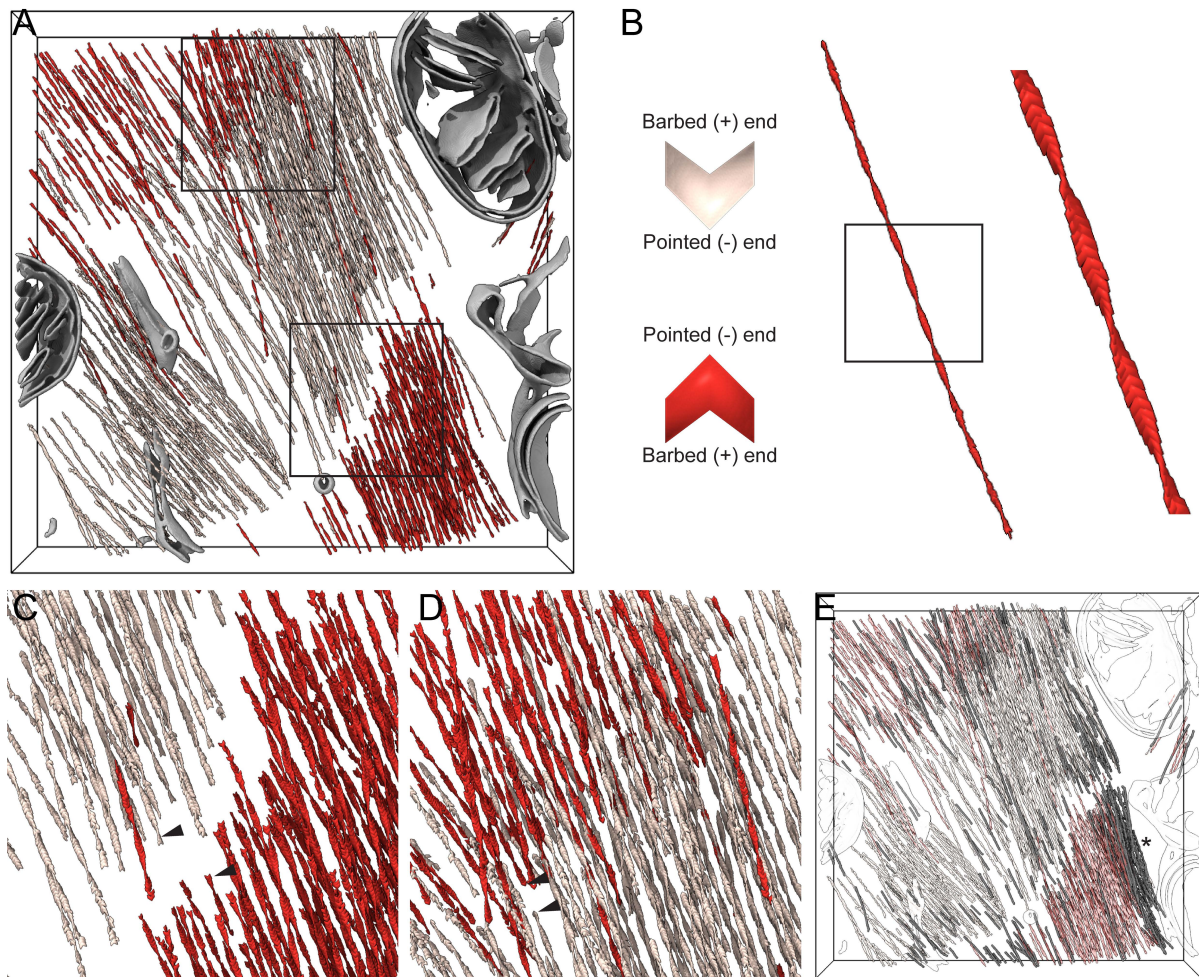 A
B
Barbed (+) end
Pointed (-) end
Pointed (-) end
Barbed (+) end
C
D
E
*